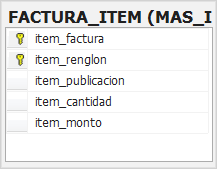 FACTURA_ITEM (MAS_I
item_factura
item_renglon
item_publicacion
item_cantidad
item_monto